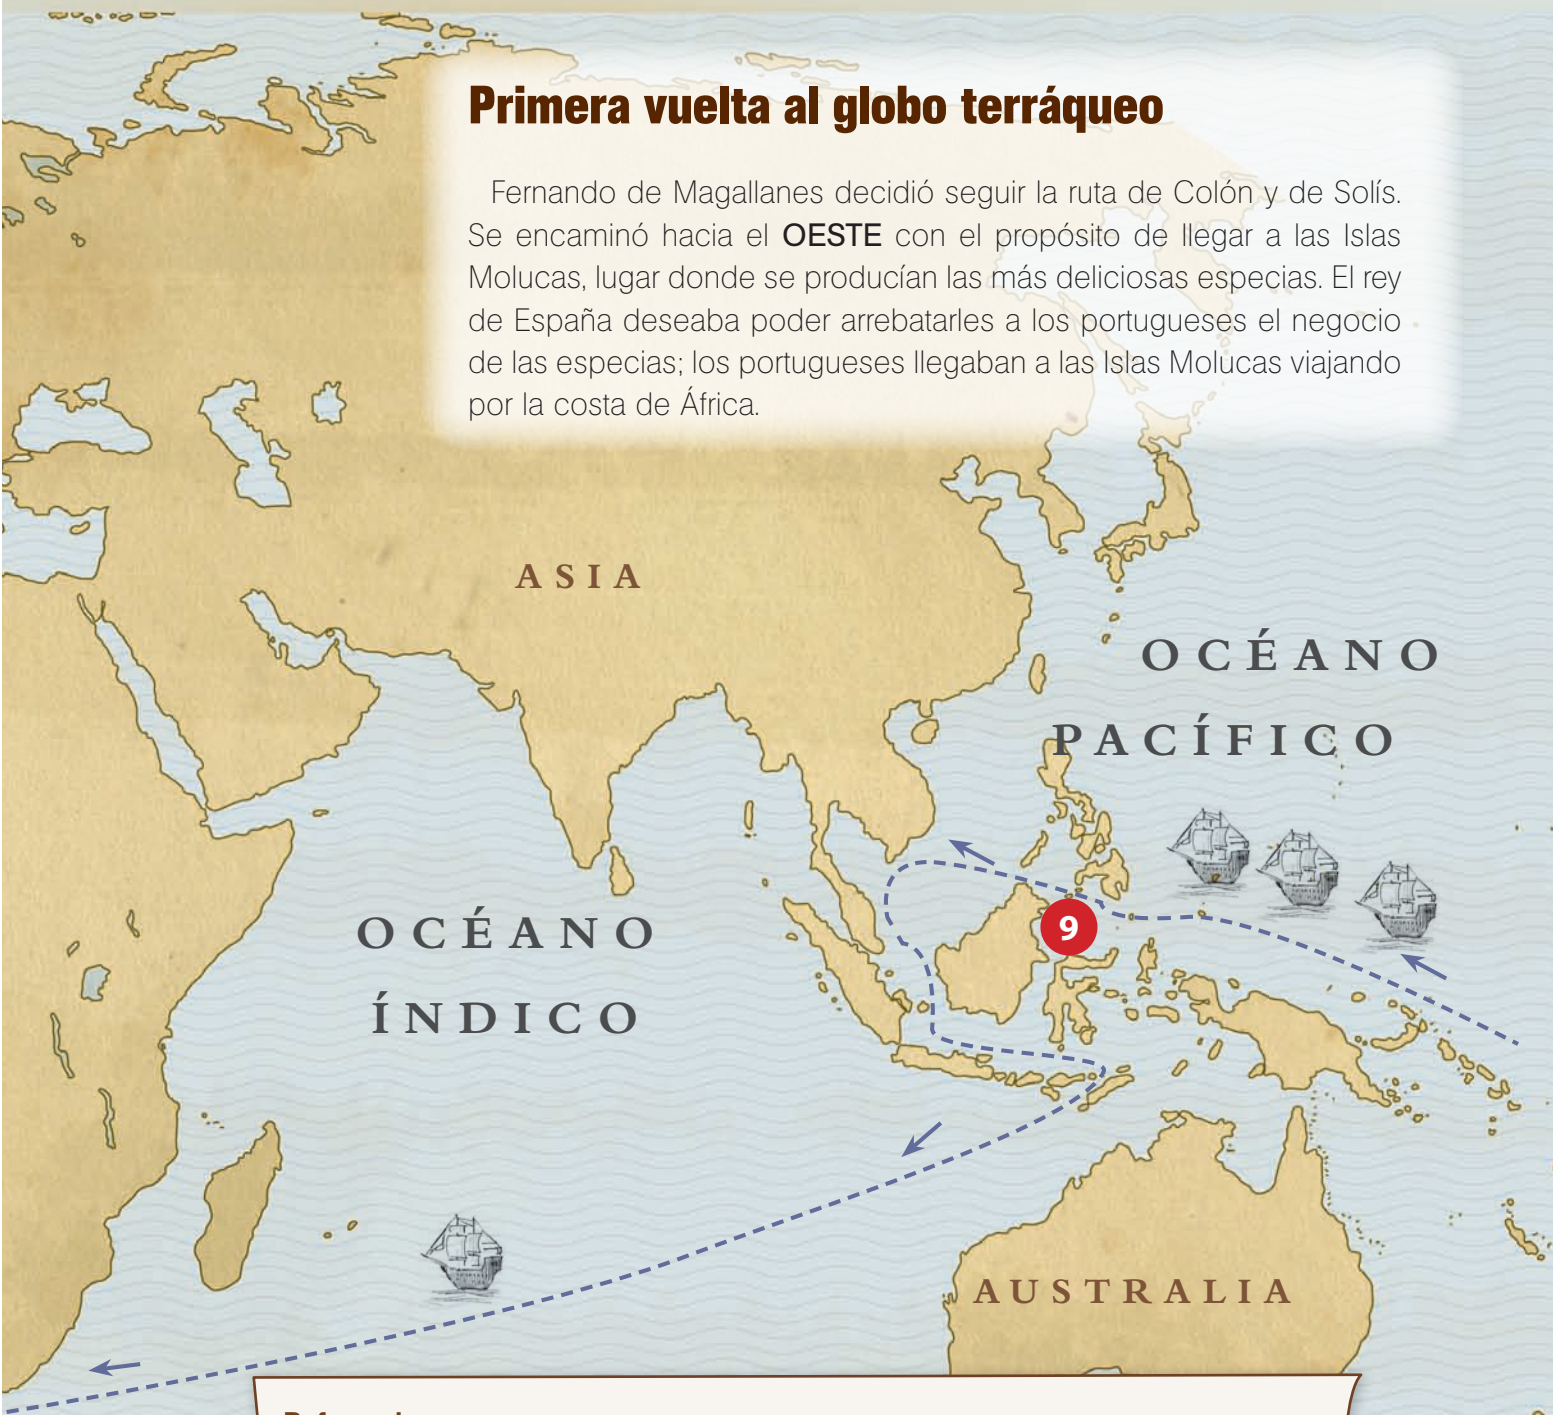 Primera vuelta al globo terráqueo
Fernando de Magallanes decidió seguir la ruta de Colón y de Solís.
Se encaminó hacia el OESTE con el propósito de llegar a las Islas
Molucas, lugar donde se producían las más deliciosas especias. El rey
de España deseaba poder arrebatarles a los portugueses el negocio
de las especias; los portugueses llegaban a las Islas Molucas viajando
por la costa de África.
ASIA
OCÉANO
PACÍFICO
9
OCÉANO
ÍNDICO
AUSTRALIA